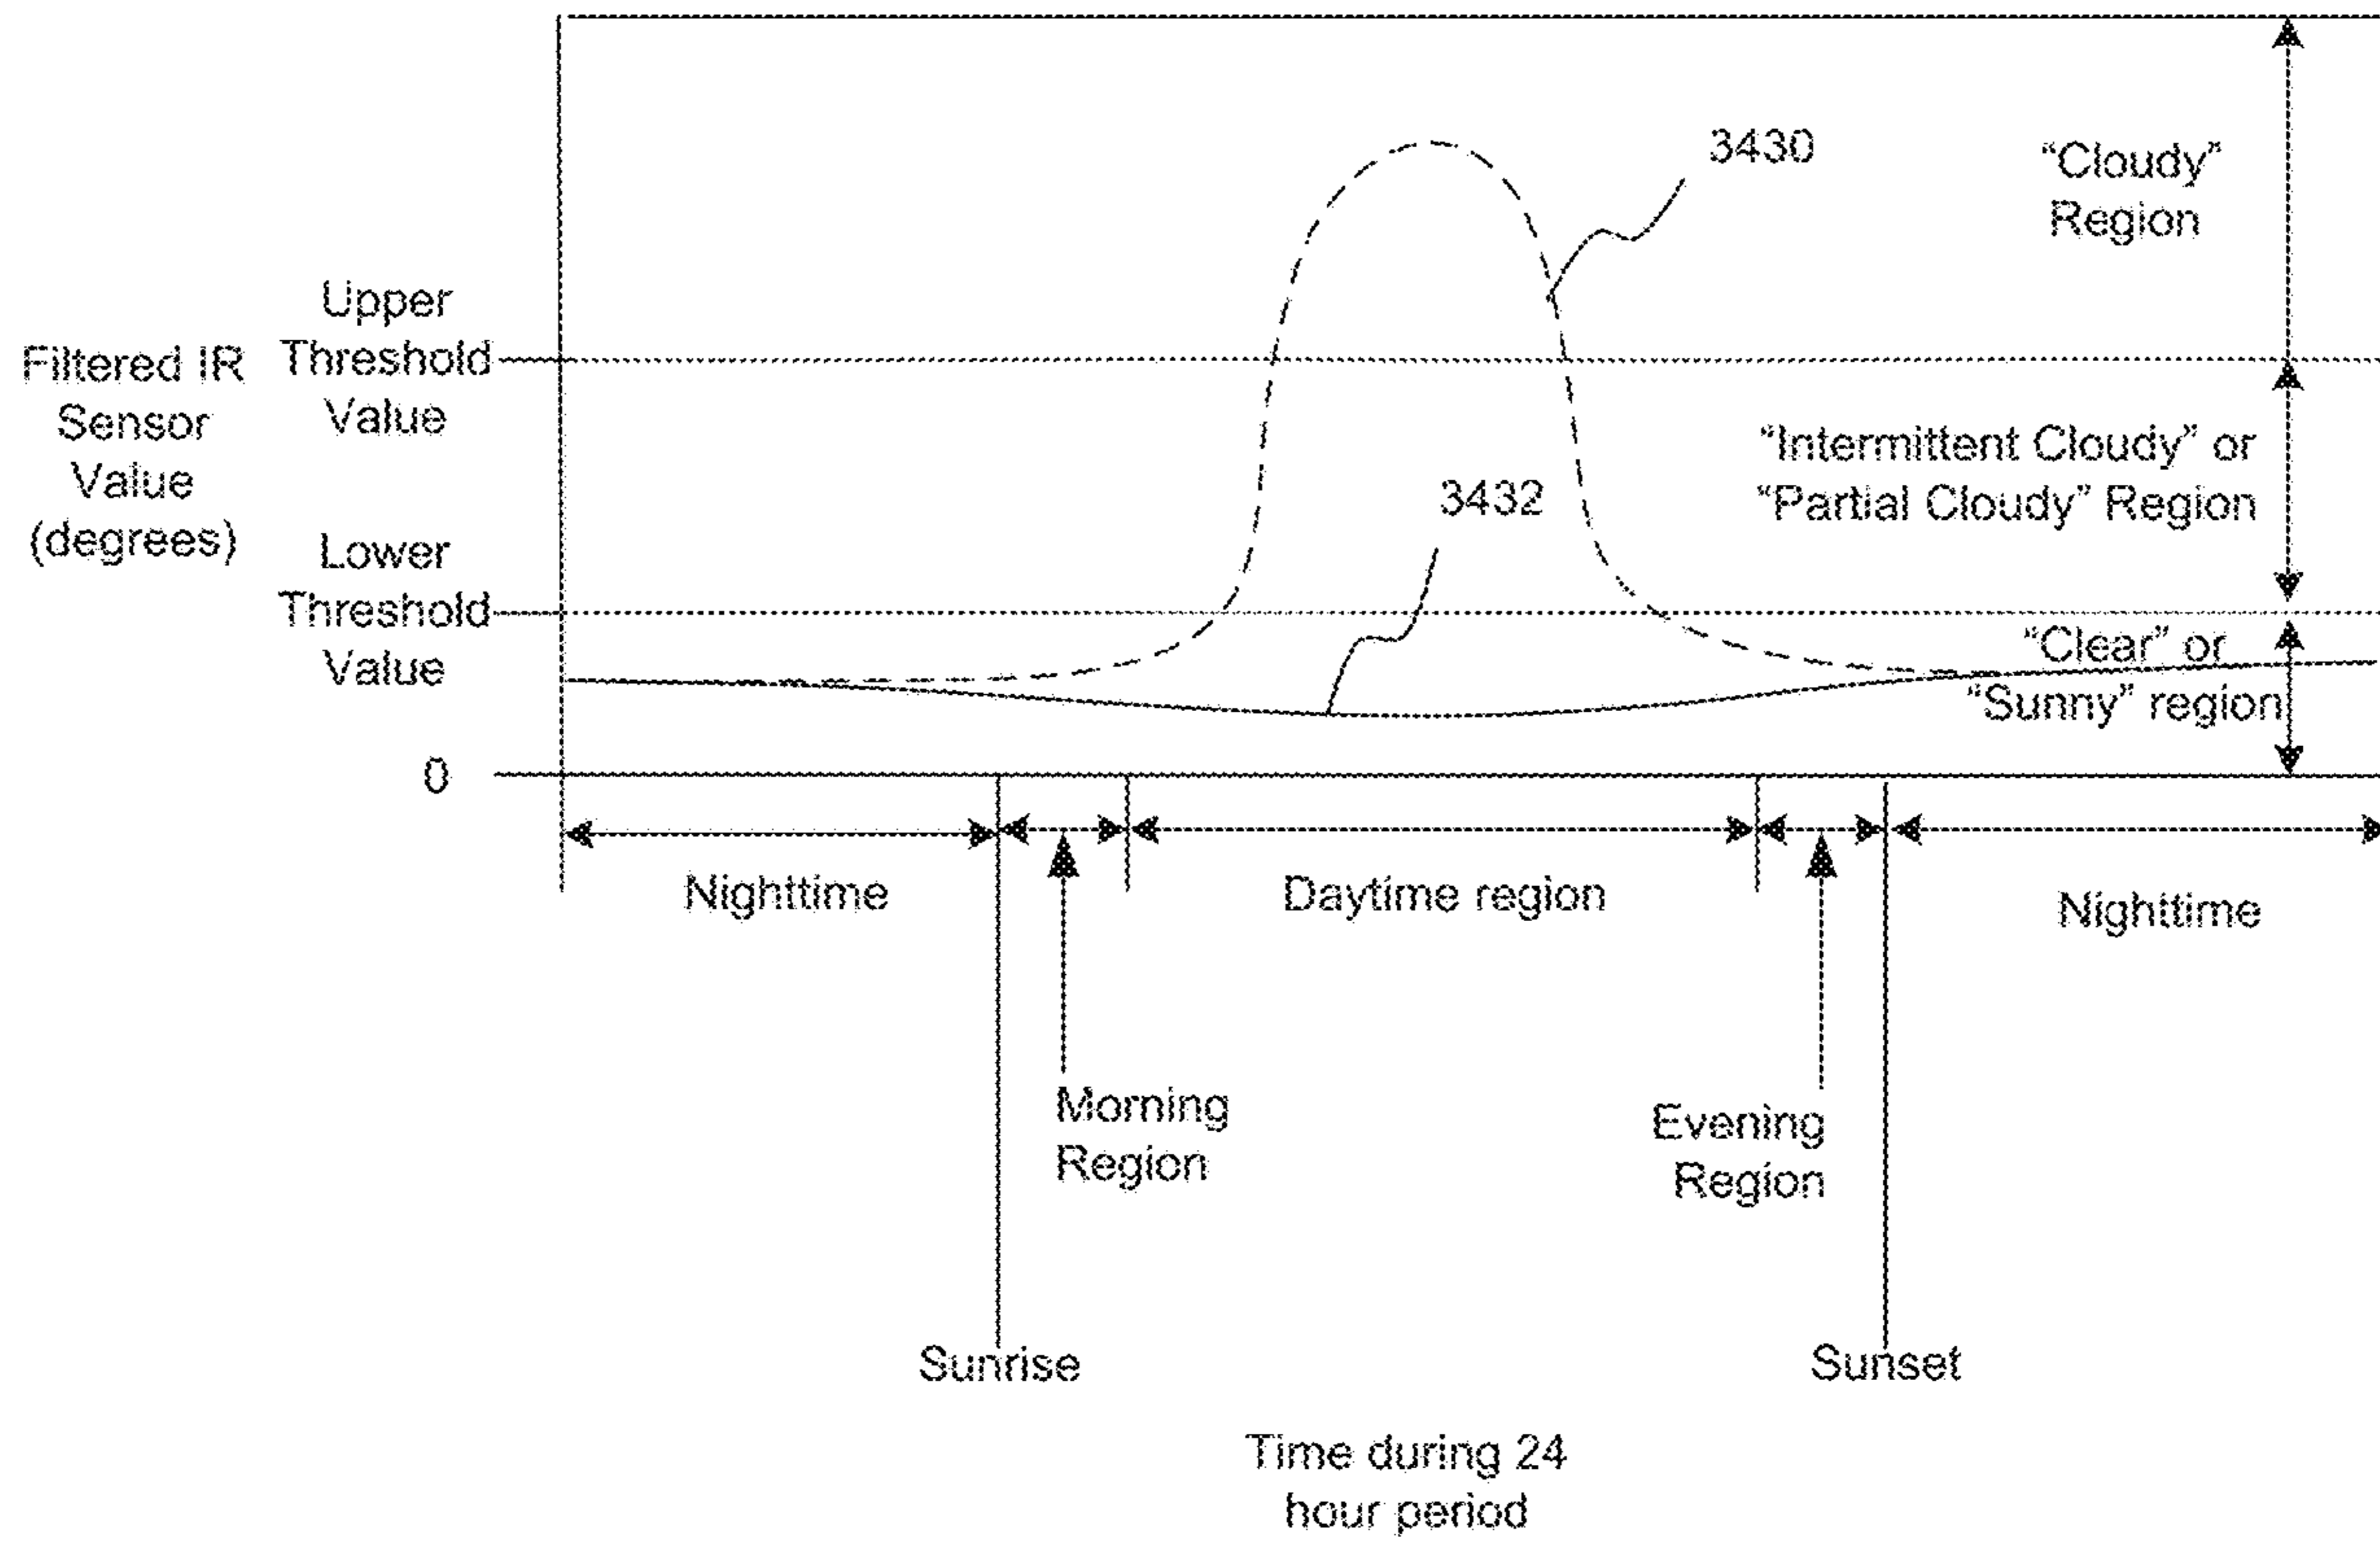 3430
"Cloudy"
Region
Upper
Threshold
Value
Filtered IR
Sensor
Value
(degrees)
"Intermittent Cloudy" or
"Partial Cloudy" Region
3432
Lower
Threshold
Value
"Clear" or
"Sunny" region
0
Nighttime
Daytime region
Nighttime
Morning
Region
Evening
Region
Sunrise
Sunset
Time during 24
hour period